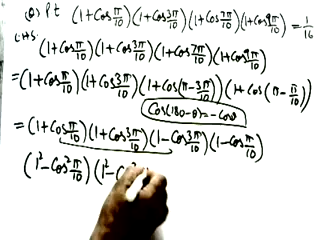 (8) P.t (1+Cos π/10)(1+Cos 3π/10)(1+Cos 7π/10)(1+Cos 9π/10) = 1/16
LHS:
(1+Cos π/10)(1+Cos 3π/10)(1+Cos 7π/10)(1+Cos 9π/10)
=(1+Cos π/10)(1+Cos 3π/10)(1+Cos(π-3π/10))(1+Cos(π-π/10))
Cos(180-θ)=-Cosθ
=(1+Cos π/10)(1+Cos 3π/10)(1-Cos 3π/10)(1-Cos π/10)
(1²-Cos² π/10)(1²-Cos²